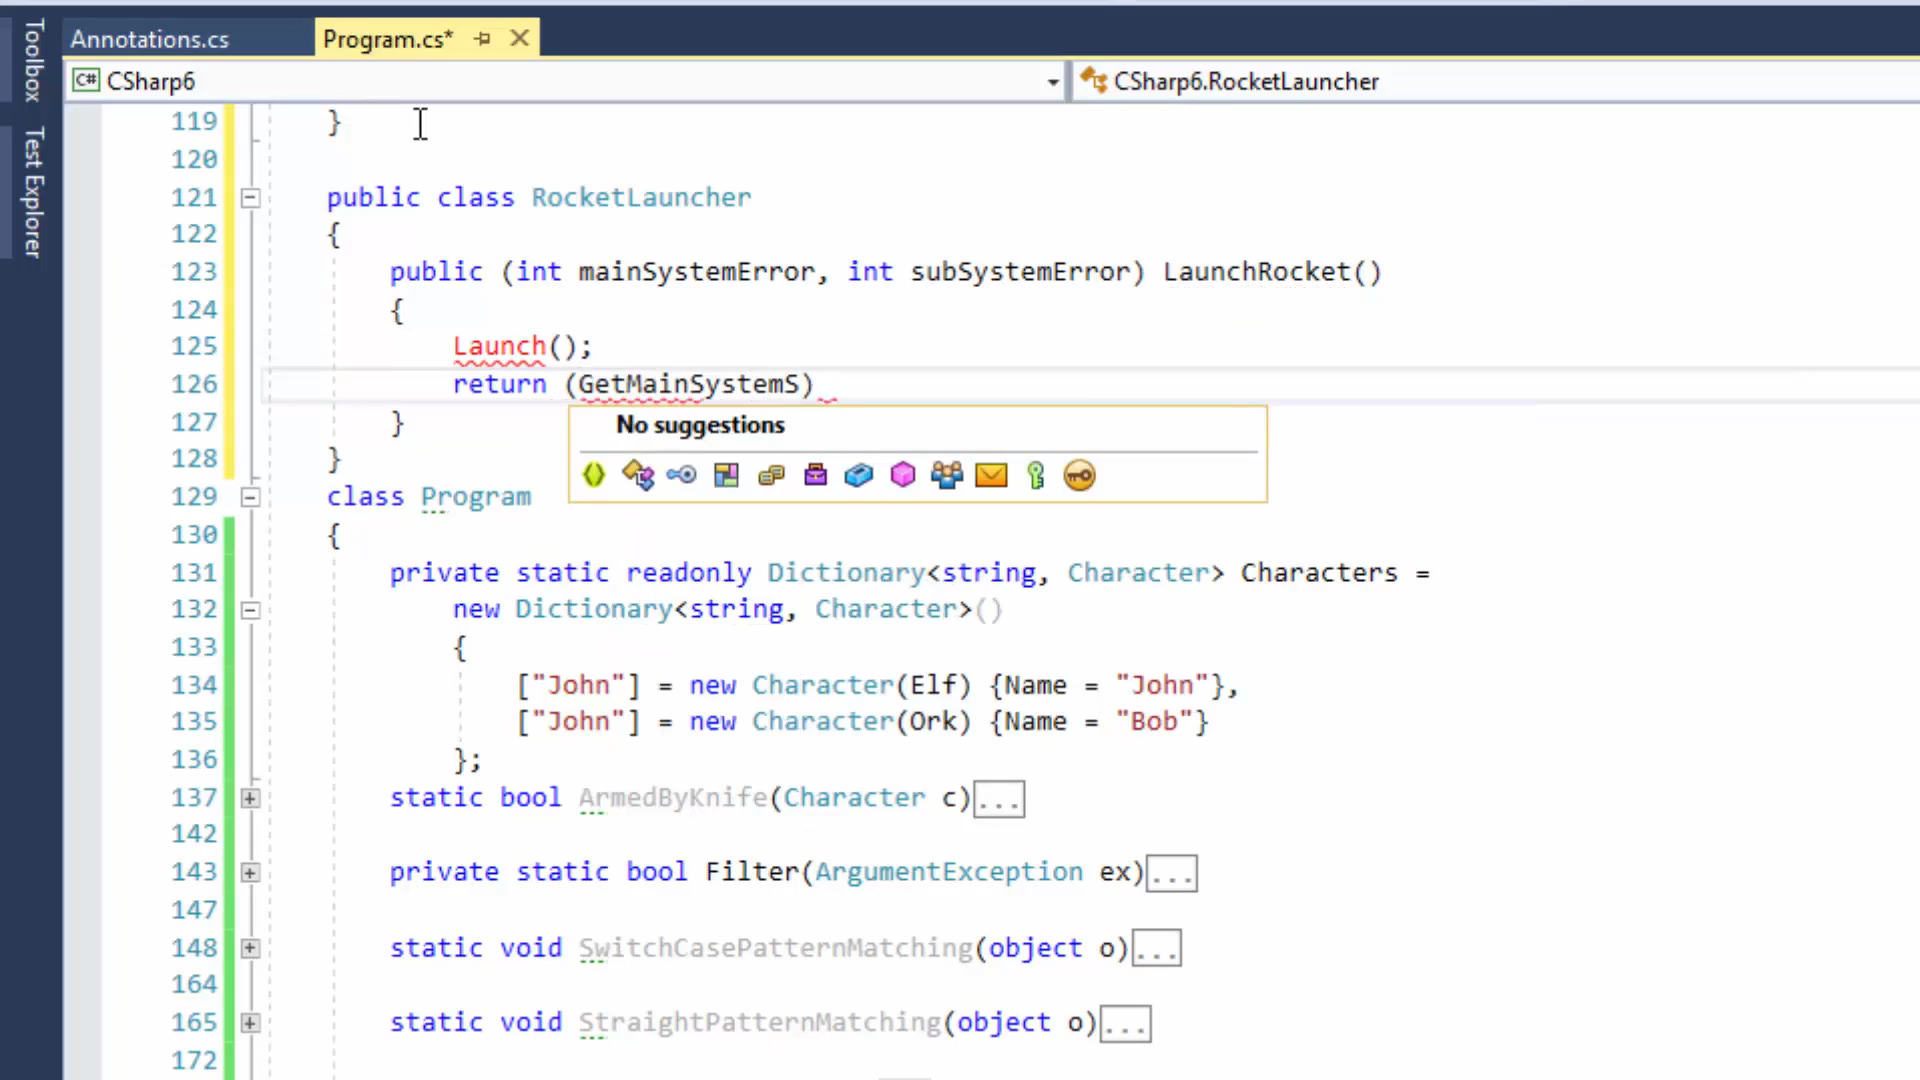 Toolbox
Test Explorer
Annotations.cs
Program.cs*
C# CSharp6
CSharp6.RocketLauncher
119 }
120
121 public class RocketLauncher
122 {
123 public (int mainSystemError, int subSystemError) LaunchRocket()
124 {
125 Launch();
126 return (GetMainSystemS)
No suggestions
127 }
128 }
129 class Program
130 {
131 private static readonly Dictionary<string, Character> Characters =
132 new Dictionary<string, Character>()
133 {
134 ["John"] = new Character(Elf) {Name = "John"},
135 ["John"] = new Character(Ork) {Name = "Bob"}
136 };
137 static bool ArmedByKnife(Character c)...
142
143 private static bool Filter(ArgumentException ex)...
147
148 static void SwitchCasePatternMatching(object o)...
164
165 static void StraightPatternMatching(object o)...
172